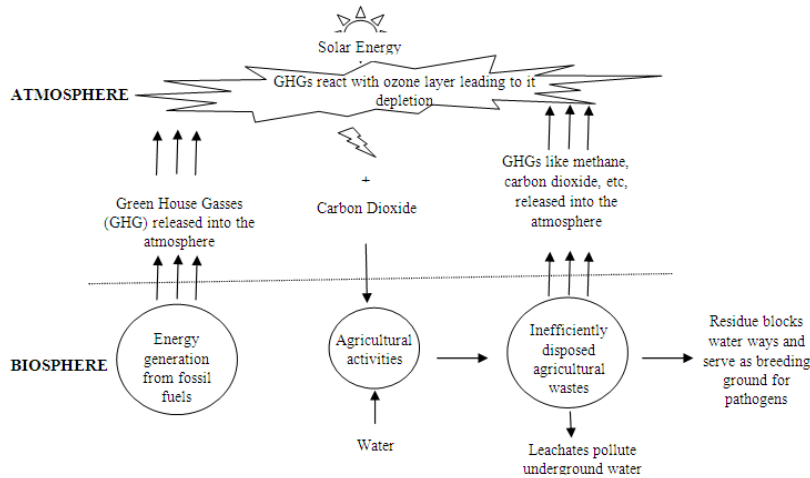 Solar Energy
GHGs react with ozone layer leading to it
depletion
ATMOSPHERE
GHGs like methane,
carbon dioxide, etc,
released into the
atmosphere
+
Carbon Dioxide
Green House Gasses
(GHG) released into the
atmosphere
BIOSPHERE
Energy
generation
from fossil
fuels
Agricultural
activities
Inefficiently
disposed
agricultural
wastes
Residue blocks
water ways and
serve as breeding
ground for
pathogens
Water
Leachates pollute
underground water